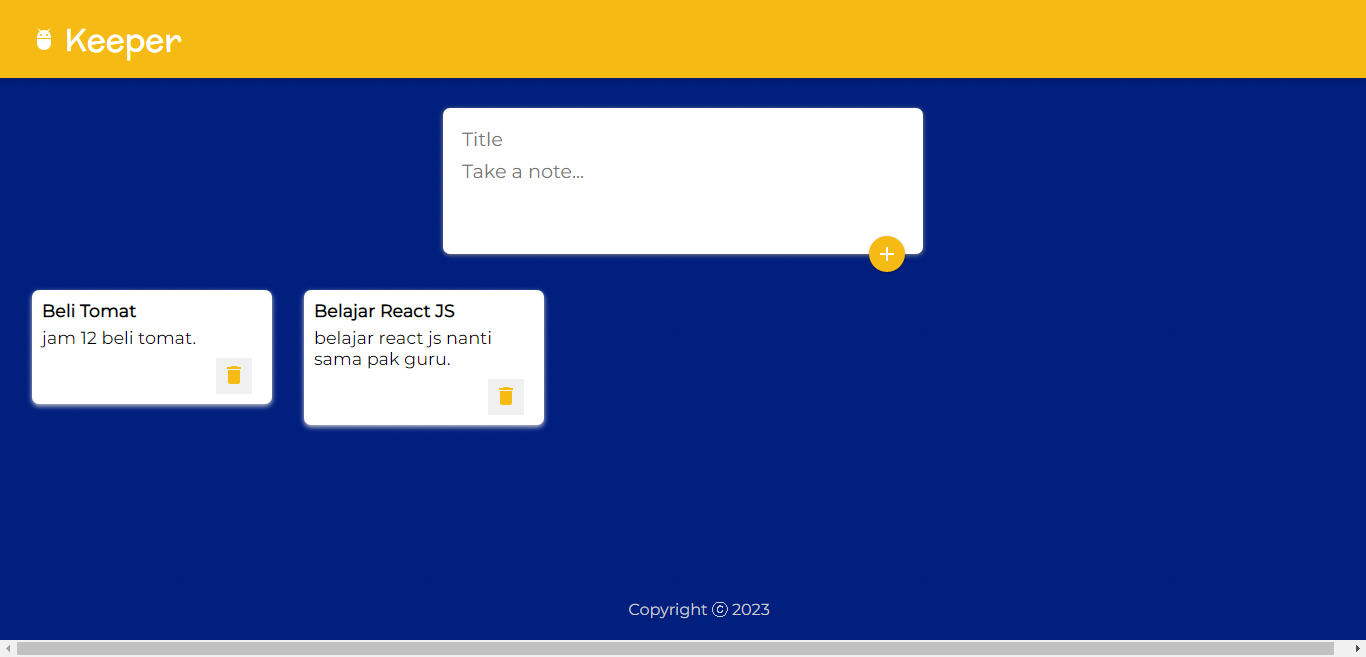 Keeper
Title
Take a note...
Beli Tomat
jam 12 beli tomat.
Belajar React JS
belajar react js nanti
sama pak guru.
Copyright ⓒ 2023